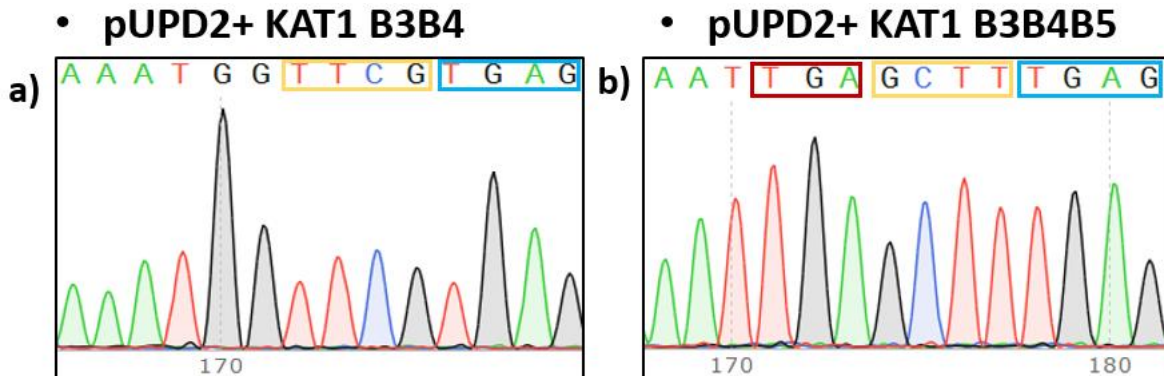 • pUPD2+ KAT1 B3B4
a) A A A T G G T T C G T G A G
170
• pUPD2+ KAT1 B3B4B5
b) A A T T G A G C T T T G A G
170 180